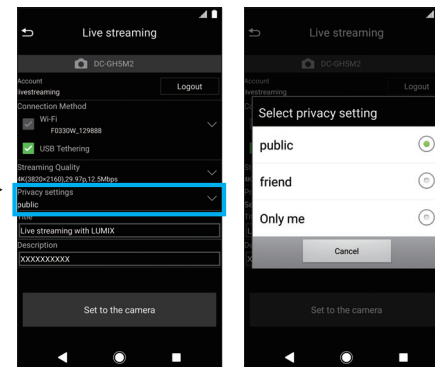 Live streaming
DC-GH5M2
Account
livestreaming
Logout
Connection Method
Wi-Fi
F0330W_129888
USB Tethering
Streaming Quality
4K(3820×2160),29.97p,12.5Mbps
Privacy settings
public
Title
Live streaming with LUMIX
Description
XXXXXXXXXX
Set to the camera
Live streaming
DC-GH5M2
Account
livestreaming
Logout
Select privacy setting
public
friend
Only me
Cancel
Set to the camera